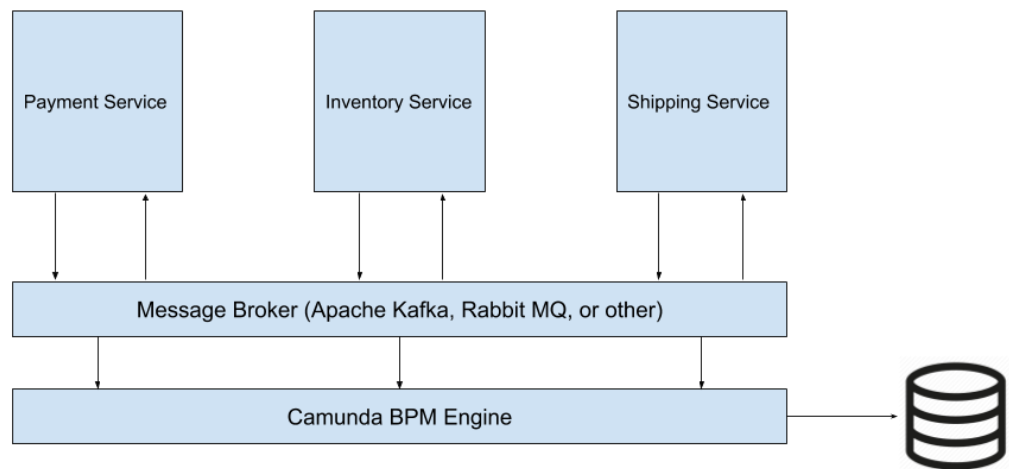 Payment Service
Inventory Service
Shipping Service
Message Broker (Apache Kafka, Rabbit MQ, or other)
Camunda BPM Engine